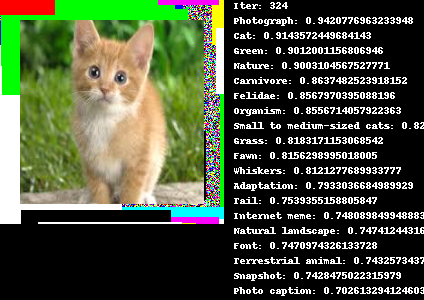 Iter: 324
Photograph: 0.9420776963233948
Cat: 0.9143572449684143
Green: 0.9012001156806946
Nature: 0.9003104567527771
Carnivore: 0.8637482523918152
Felidae: 0.8567970395088196
Organism: 0.8556714057922363
Small to medium-sized cats: 0.82
Grass: 0.8183171153068542
Fawn: 0.8156298995018005
Whiskers: 0.8121277689933777
Adaptation: 0.7933036684989929
Tail: 0.7539355158805847
Internet meme: 0.748089849948883
Natural landscape: 0.74741244316
Font: 0.7470974326133728
Terrestrial animal: 0.7432573437
Snapshot: 0.7428475022315979
Photo caption: 0.702613294124603